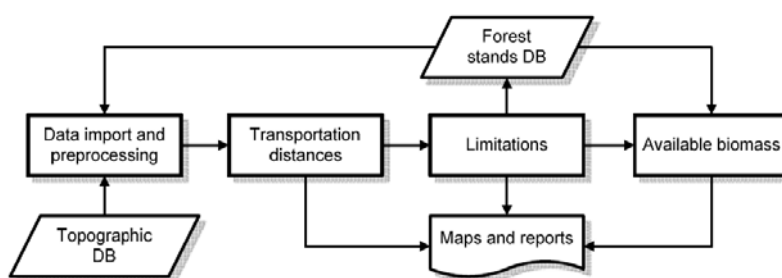 Forest
stands DB
Data import and
preprocessing
Transportation
distances
Limitations
Available biomass
Topographic
DB
Maps and reports